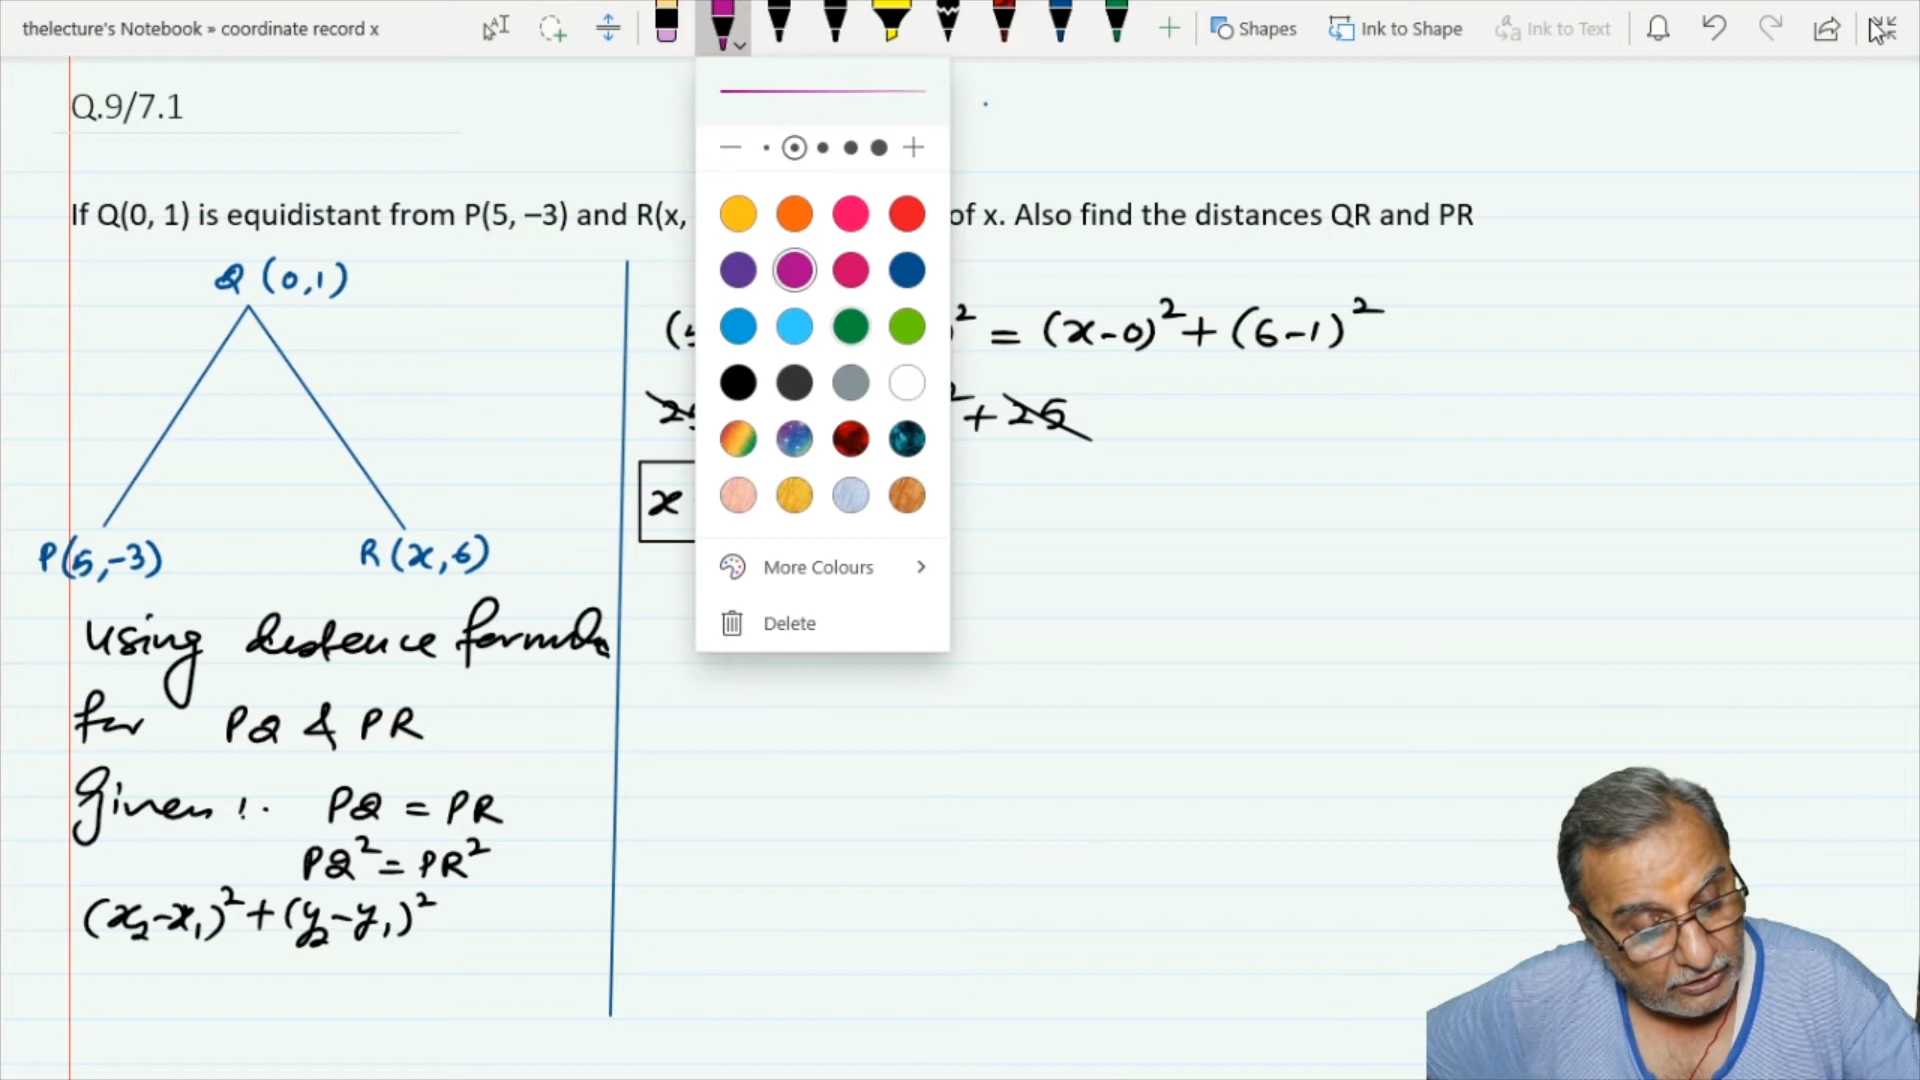 thelecture's Notebook » coordinate record x
Shapes
Ink to Shape
Ink to Text
Q.9/7.1
If Q(0, 1) is equidistant from P(5, –3) and R(x,
of x. Also find the distances QR and PR
Q (0,1)
P(5,-3)
R(x,6)
using distence formula
for PQ & PR
Given :. PQ = PR
PQ² = PR²
(x₂-x₁)²+(y₂-y₁)²
² = (x-0)²+(6-1)²
²+25
x
More Colours
Delete